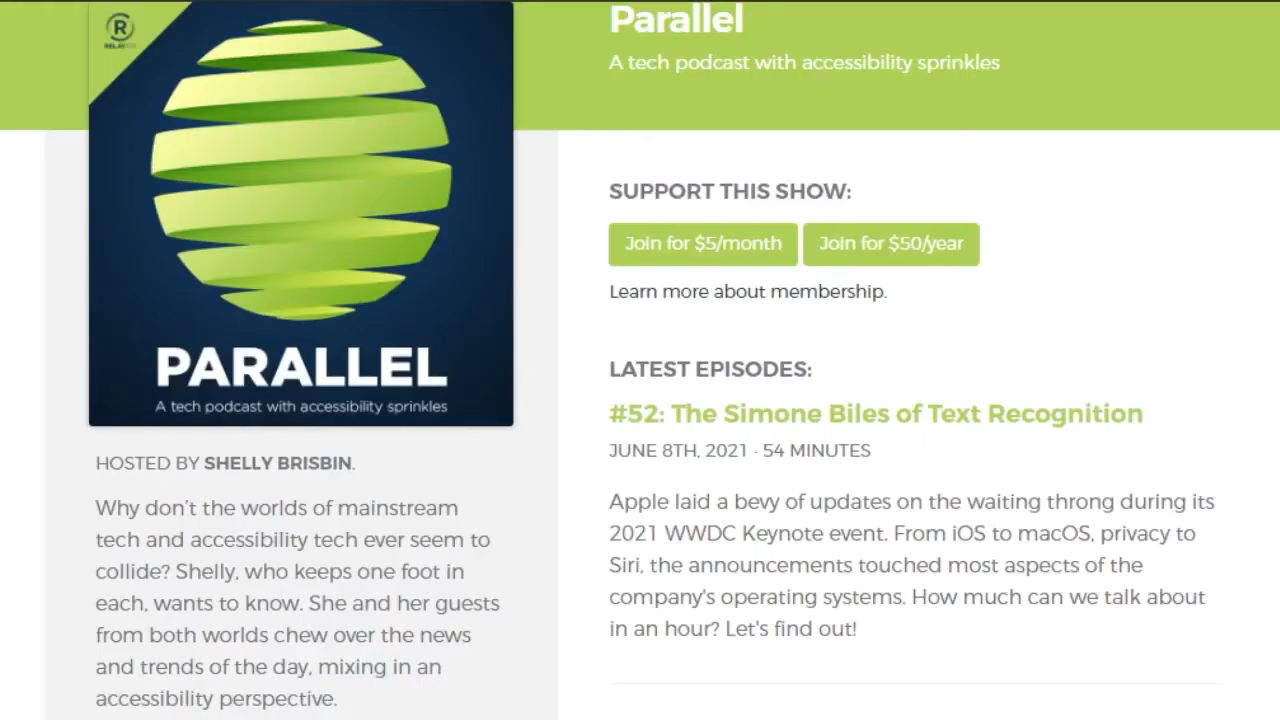 R
RELAY FM
PARALLEL
A tech podcast with accessibility sprinkles
HOSTED BY SHELLY BRISBIN.
Why don't the worlds of mainstream
tech and accessibility tech ever seem to
collide? Shelly, who keeps one foot in
each, wants to know. She and her guests
from both worlds chew over the news
and trends of the day, mixing in an
accessibility perspective.
Parallel
A tech podcast with accessibility sprinkles
SUPPORT THIS SHOW:
Join for $5/month Join for $50/year
Learn more about membership.
LATEST EPISODES:
#52: The Simone Biles of Text Recognition
JUNE 8TH, 2021 · 54 MINUTES
Apple laid a bevy of updates on the waiting throng during its
2021 WWDC Keynote event. From iOS to macOS, privacy to
Siri, the announcements touched most aspects of the
company's operating systems. How much can we talk about
in an hour? Let's find out!